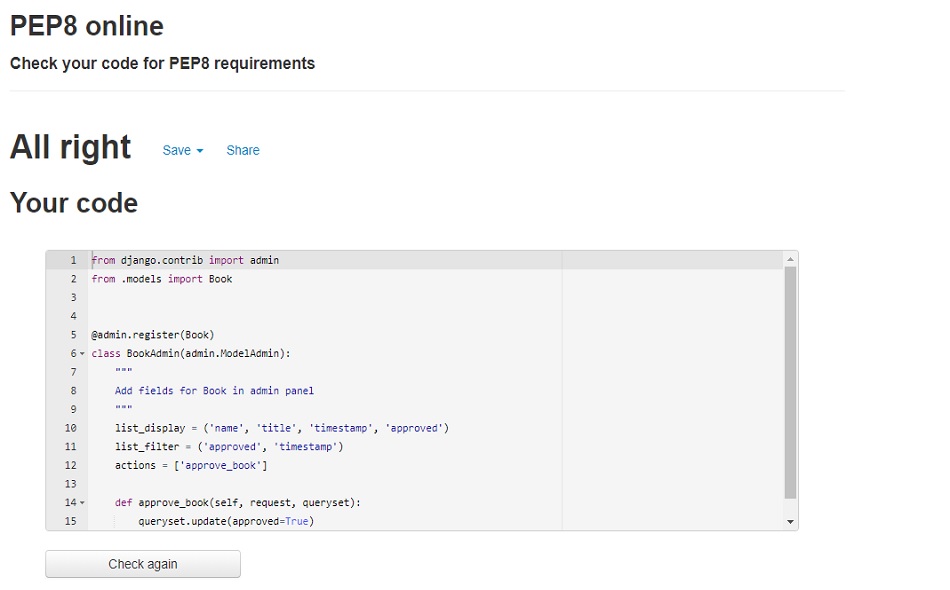 PEP8 online
Check your code for PEP8 requirements
All right Save Share
Your code
1 from django.contrib import admin
2 from .models import Book
3
4
5 @admin.register(Book)
6 class BookAdmin(admin.ModelAdmin):
7     """
8     Add fields for Book in admin panel
9     """
10     list_display = ('name', 'title', 'timestamp', 'approved')
11     list_filter = ('approved', 'timestamp')
12     actions = ['approve_book']
13
14     def approve_book(self, request, queryset):
15         queryset.update(approved=True)
Check again